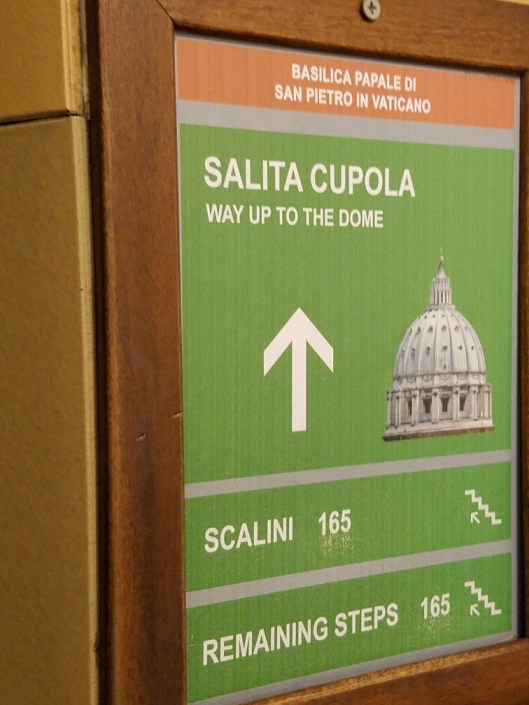 BASILICA PAPALE DI
SAN PIETRO IN VATICANO
SALITA CUPOLA
WAY UP TO THE DOME
SCALINI 165
REMAINING STEPS 165